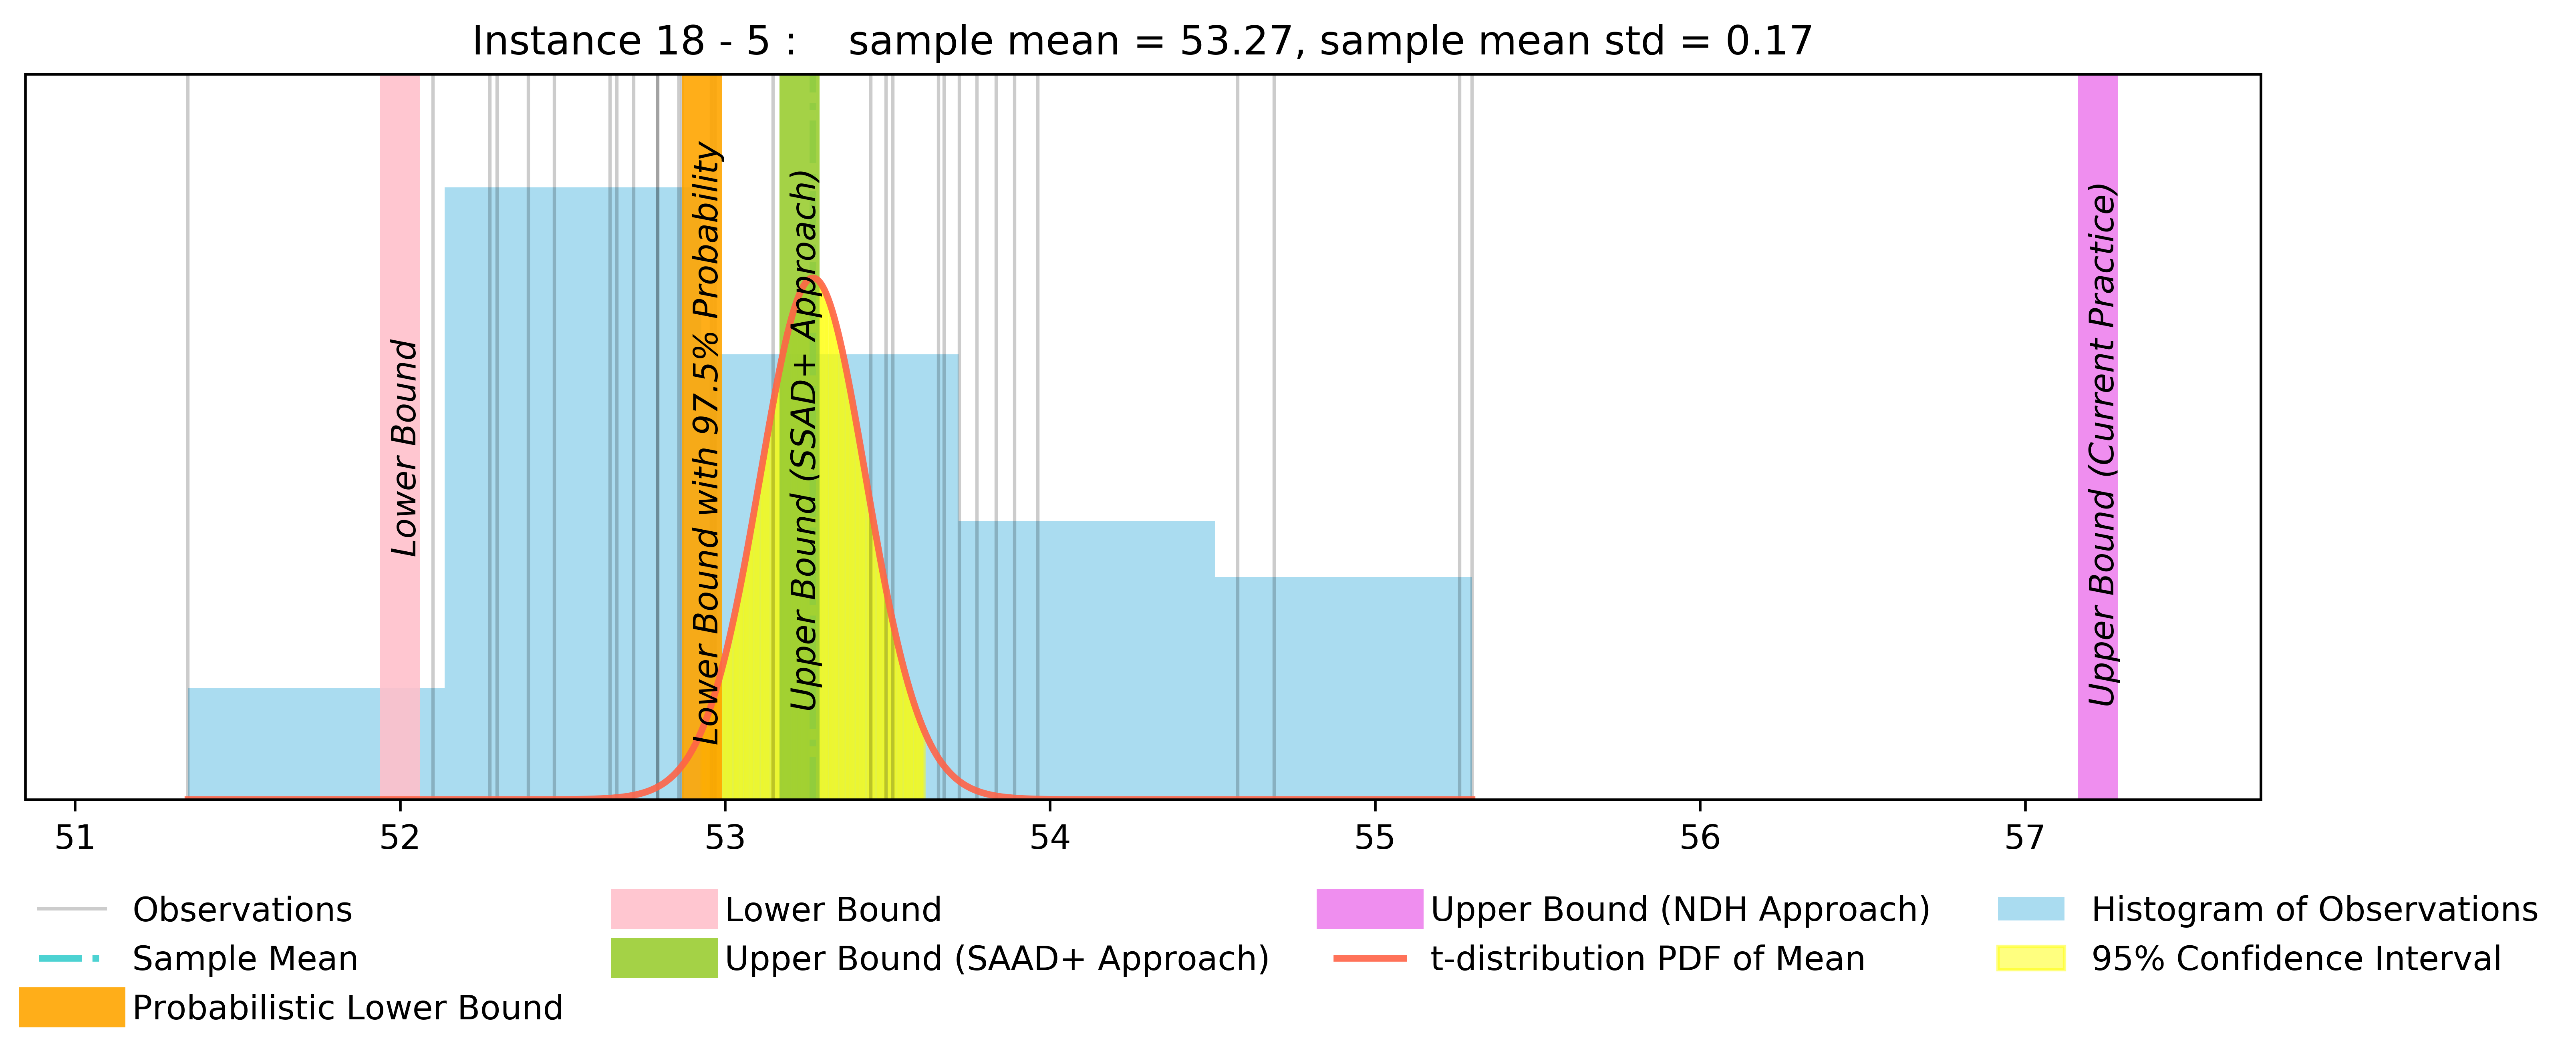 Instance 18 - 5 :    sample mean = 53.27, sample mean std = 0.17
Lower Bound
Lower Bound with 97.5% Probability
Upper Bound (SSAD+ Approach)
Upper Bound (Current Practice)
51 52 53 54 55 56 57
Observations
Sample Mean
Probabilistic Lower Bound
Lower Bound
Upper Bound (SAAD+ Approach)
Upper Bound (NDH Approach)
t-distribution PDF of Mean
Histogram of Observations
95% Confidence Interval